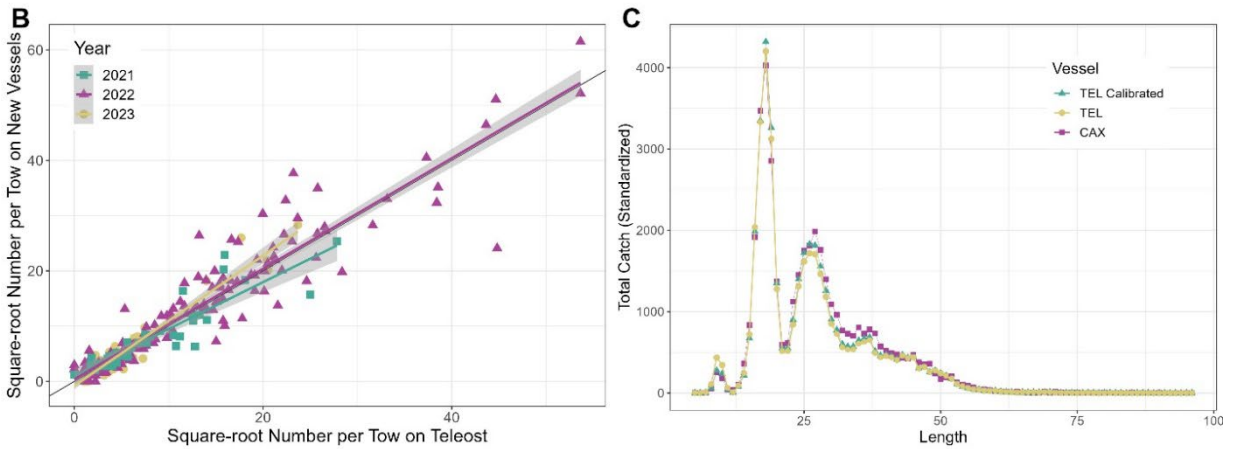 B
Square-root Number per Tow on New Vessels
Year
2021
2022
2023
60
40
20
0
0
20
40
Square-root Number per Tow on Teleost
C
Total Catch (Standardized)
Vessel
TEL Calibrated
TEL
CAX
4000
3000
2000
1000
0
25
50
75
100
Length